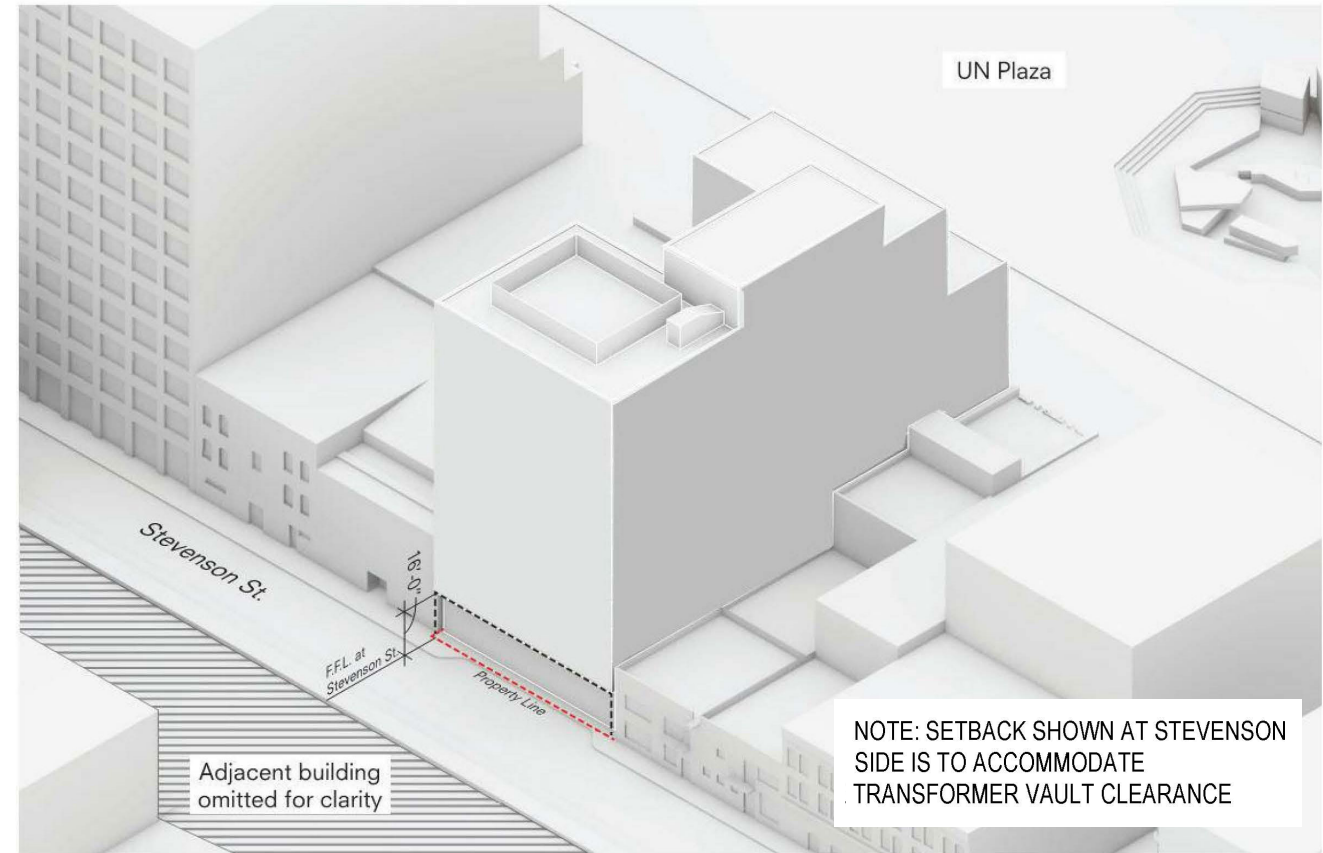 UN Plaza
Stevenson St.
16'-0"
F.F.L. at
Stevenson St.
Property Line
Adjacent building
omitted for clarity
NOTE: SETBACK SHOWN AT STEVENSON
SIDE IS TO ACCOMMODATE
TRANSFORMER VAULT CLEARANCE